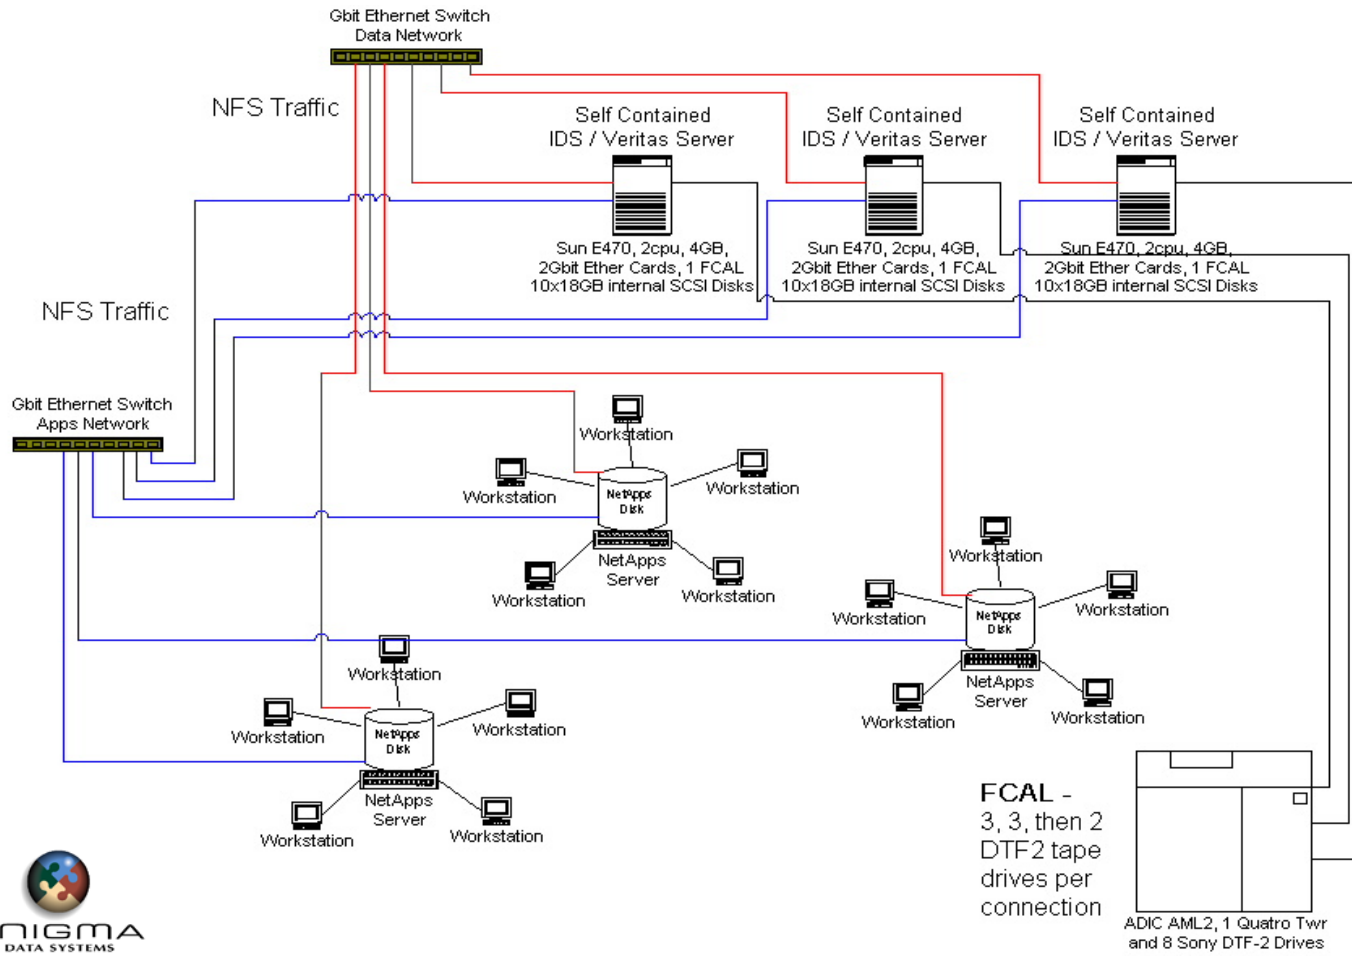 Gbit Ethernet Switch
Data Network
NFS Traffic
Self Contained
IDS / Veritas Server
Self Contained
IDS / Veritas Server
Self Contained
IDS / Veritas Server
Sun E470, 2cpu, 4GB,
2Gbit Ether Cards, 1 FCAL
10x18GB internal SCSI Disks
Sun E470, 2cpu, 4GB,
2Gbit Ether Cards, 1 FCAL
10x18GB internal SCSI Disks
Sun E470, 2cpu, 4GB,
2Gbit Ether Cards, 1 FCAL
10x18GB internal SCSI Disks
NFS Traffic
Gbit Ethernet Switch
Apps Network
Workstation
Workstation
Workstation
NetApps
Disk
NetApps
Server
Workstation
Workstation
Workstation
Workstation
Workstation
NetApps
Disk
NetApps
Server
Workstation
Workstation
Workstation
Workstation
Workstation
NetApps
Disk
NetApps
Server
Workstation
Workstation
FCAL -
3, 3, then 2
DTF2 tape
drives per
connection
ADIC AML2, 1 Quatro Twr
and 8 Sony DTF-2 Drives
NIGMA
DATA SYSTEMS